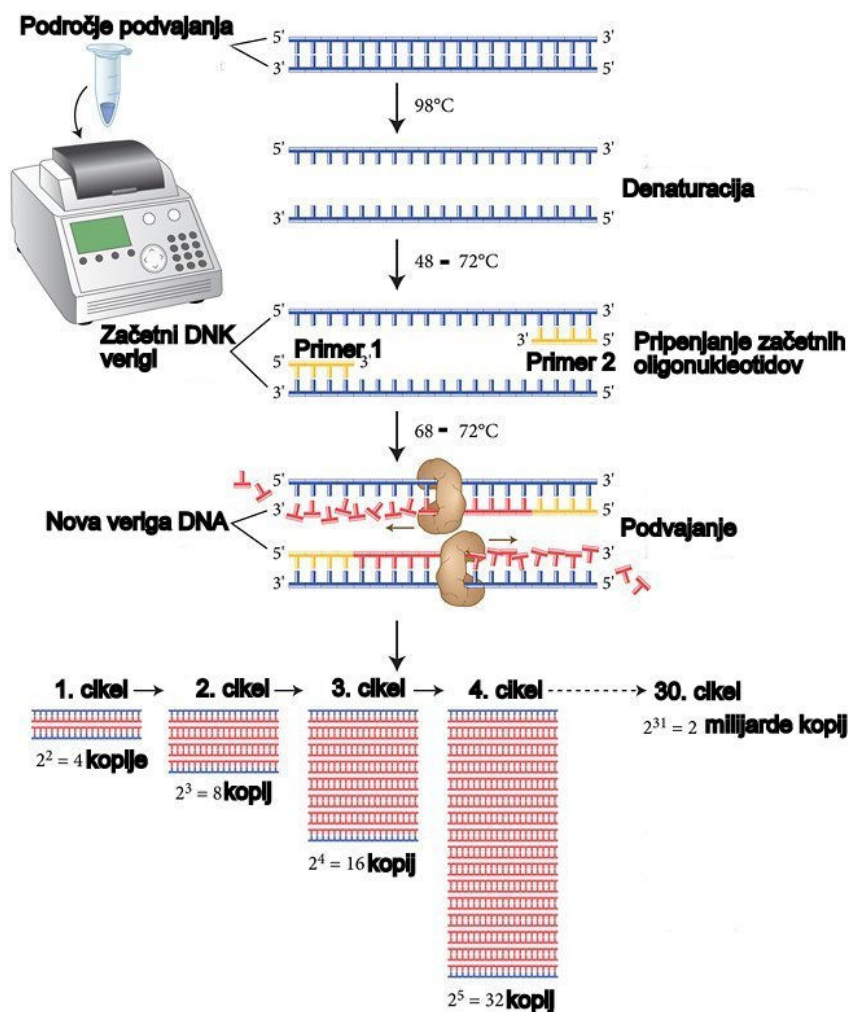 Področje podvajanja
5' 3'
3' 5'
98°C
5' 3'
Denaturacija
3' 5'
48 - 72°C
5' 3'
Začetni DNK
verigi
3' 5'
Primer 1 3'
5'
Primer 2
Pripenjanje začetnih
oligonukleotidov
3' 5'
68 - 72°C
5' 3'
3' 5'
Nova veriga DNA
Podvajanje
5' 3'
3' 5'
1. cikel
2. cikel
3. cikel
4. cikel
30. cikel
2² = 4 kopije
2³ = 8 kopij
2⁴ = 16 kopij
2⁵ = 32 kopij
2³¹ = 2 milijarde kopij